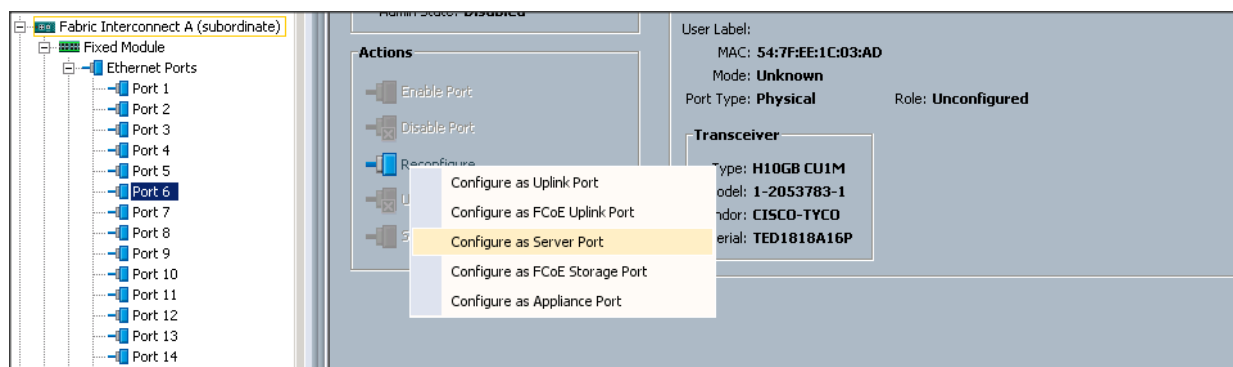 Fabric Interconnect A (subordinate)
Fixed Module
Ethernet Ports
Port 1
Port 2
Port 3
Port 4
Port 5
Port 6
Port 7
Port 8
Port 9
Port 10
Port 11
Port 12
Port 13
Port 14
Admin State: Disabled
Actions
Enable Port
Disable Port
Reconfigure
Configure as Uplink Port
Configure as FCoE Uplink Port
Configure as Server Port
Configure as FCoE Storage Port
Configure as Appliance Port
User Label:
MAC: 54:7F:EE:1C:03:AD
Mode: Unknown
Port Type: Physical Role: Unconfigured
Transceiver
Type: H10GB CU1M
odel: 1-2053783-1
ndor: CISCO-TYCO
erial: TED1818A16P